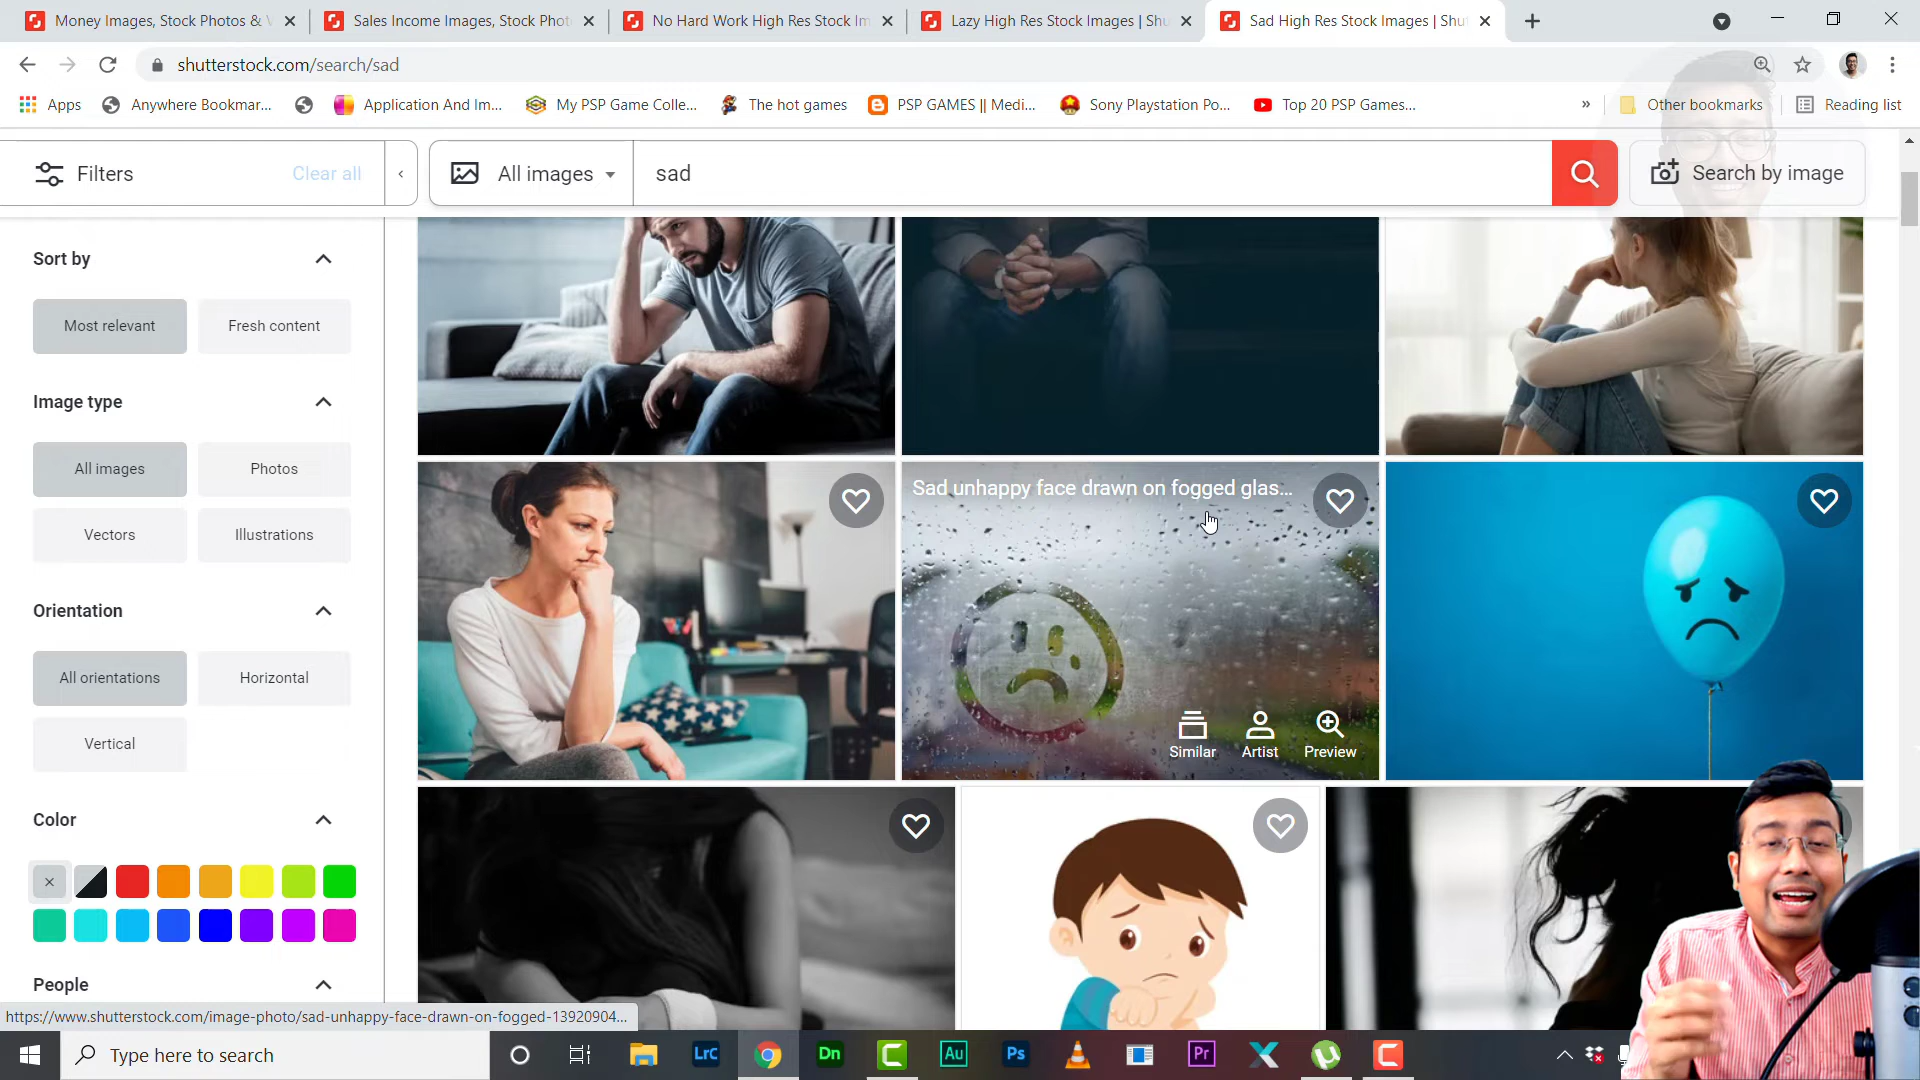 Money Images, Stock Photos & V
Sales Income Images, Stock Phot
No Hard Work High Res Stock Im
Lazy High Res Stock Images | Shu
Sad High Res Stock Images | Shut
shutterstock.com/search/sad
Apps
Anywhere Bookmar...
Application And Im...
My PSP Game Colle...
The hot games
PSP GAMES || Medi...
Sony Playstation Po...
Top 20 PSP Games...
»
Other bookmarks
Reading list
Filters
Clear all
All images
sad
Search by image
Sort by
Most relevant
Fresh content
Image type
All images
Photos
Vectors
Illustrations
Orientation
All orientations
Horizontal
Vertical
Color
People
Sad unhappy face drawn on fogged glas...
Similar
Artist
Preview
https://www.shutterstock.com/image-photo/sad-unhappy-face-drawn-on-fogged-13920904...
Type here to search
LrC
Dn
Au
Ps
Pr